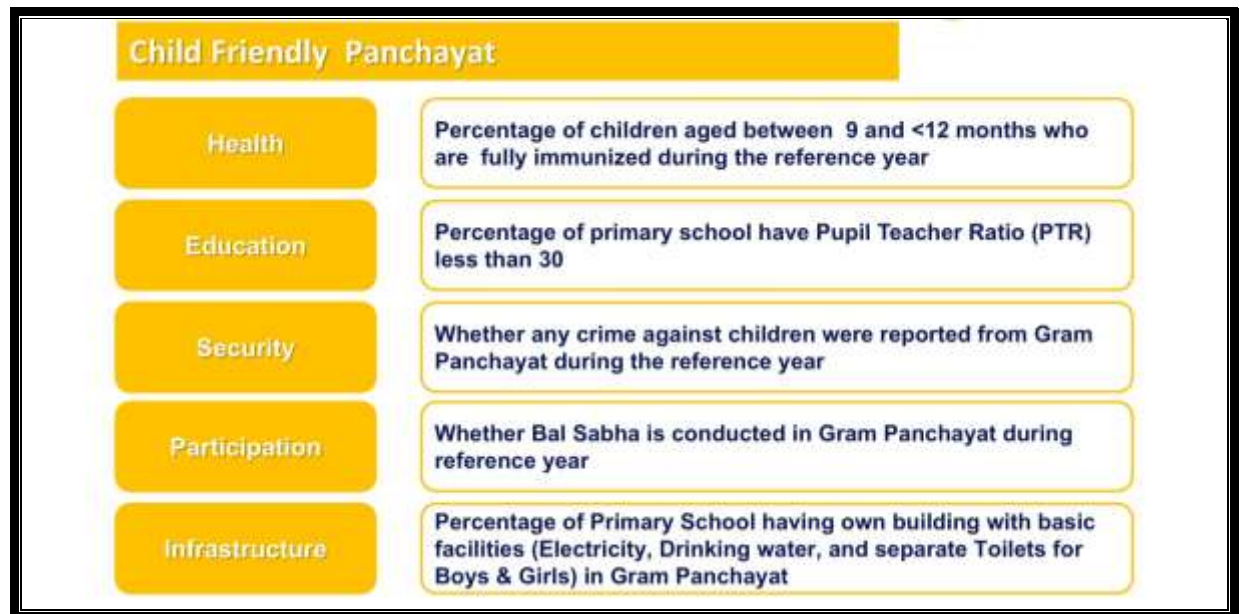 Child Friendly Panchayat
Health
Percentage of children aged between 9 and <12 months who
are fully immunized during the reference year
Education
Percentage of primary school have Pupil Teacher Ratio (PTR)
less than 30
Security
Whether any crime against children were reported from Gram
Panchayat during the reference year
Participation
Whether Bal Sabha is conducted in Gram Panchayat during
reference year
Infrastructure
Percentage of Primary School having own building with basic
facilities (Electricity, Drinking water, and separate Toilets for
Boys & Girls) in Gram Panchayat